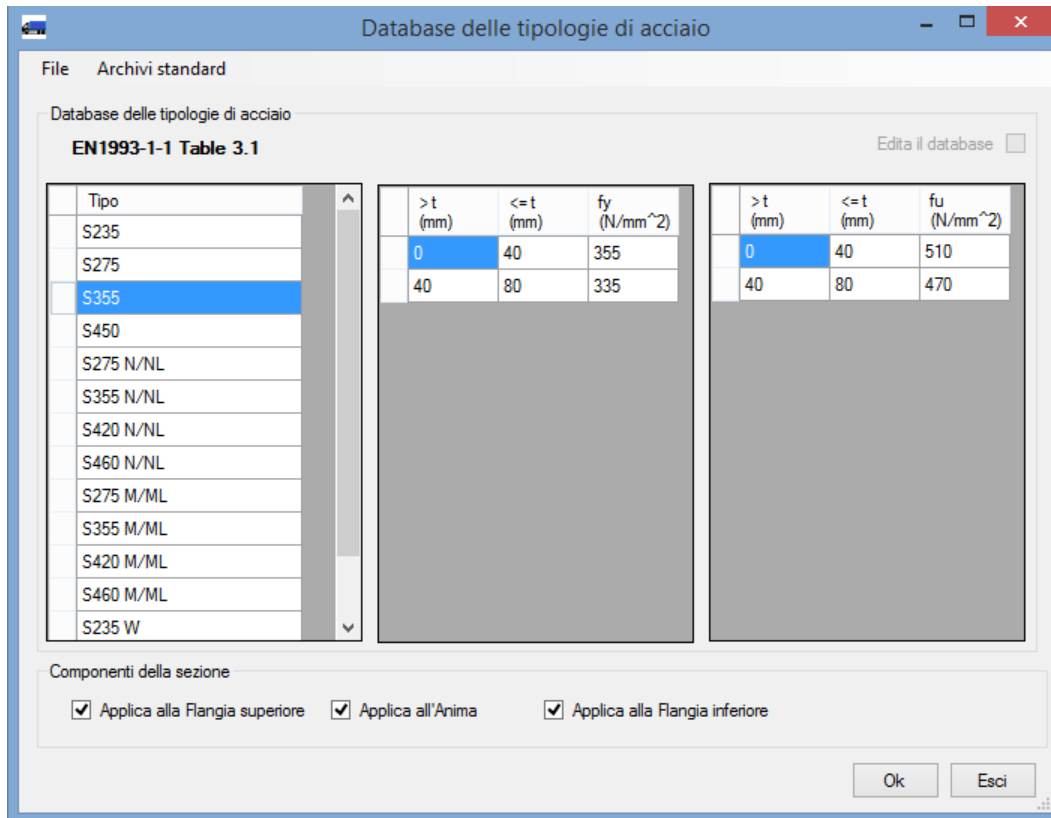 Database delle tipologie di acciaio
File Archivi standard
Database delle tipologie di acciaio
EN1993-1-1 Table 3.1
Edita il database
Tipo
S235
S275
S355
S450
S275 N/NL
S355 N/NL
S420 N/NL
S460 N/NL
S275 M/ML
S355 M/ML
S420 M/ML
S460 M/ML
S235 W
> t <= t fy
(mm) (mm) (N/mm^2)
0 40 355
40 80 335
> t <= t fu
(mm) (mm) (N/mm^2)
0 40 510
40 80 470
Componenti della sezione
Applica alla Flangia superiore Applica all'Anima Applica alla Flangia inferiore
Ok Esci